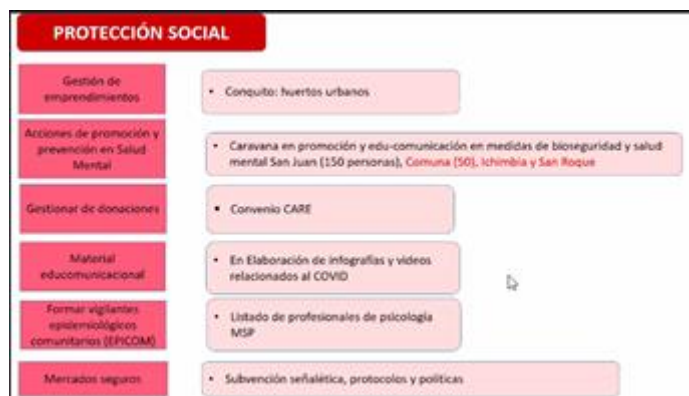 PROTECCIÓN SOCIAL
Gestión de
emprendimientos
• Conquito: huertos urbanos
Acciones de promoción y
prevención en Salud
Mental
• Caravana en promoción y edu-comunicación en medidas de bioseguridad y salud
mental San Juan (150 personas), Comuna (50), Ichimbia y San Roque
Gestionar de donaciones
▪ Convenio CARE
Material
educomunicacional
• En Elaboración de infografías y videos
relacionados al COVID
Formar vigilantes
epidemiológicos
comunitarios (EPICOM)
• Listado de profesionales de psicología
MSP
Mercados seguros
• Subvención señalética, protocolos y políticas